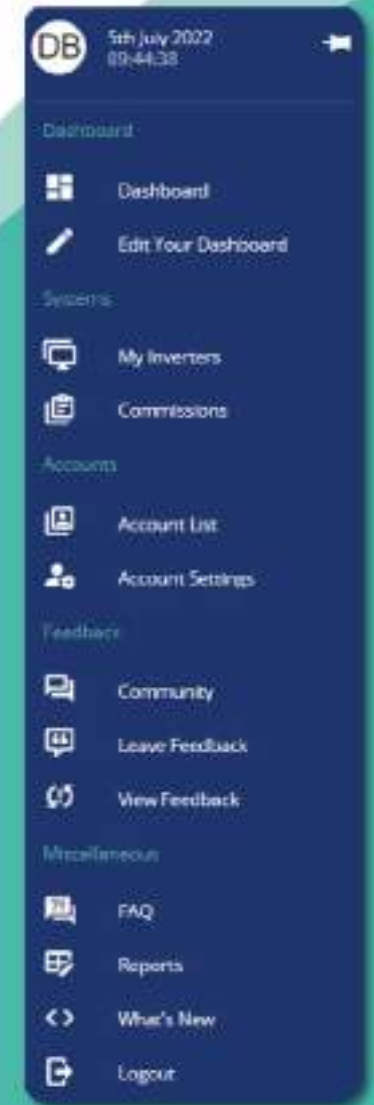 DB
5th July 2022
09:44:38
Dashboard
Dashboard
Edit Your Dashboard
Systems
My Inverters
Commissions
Accounts
Account List
Account Settings
Feedback
Community
Leave Feedback
View Feedback
Miscellaneous
FAQ
Reports
What's New
Logout